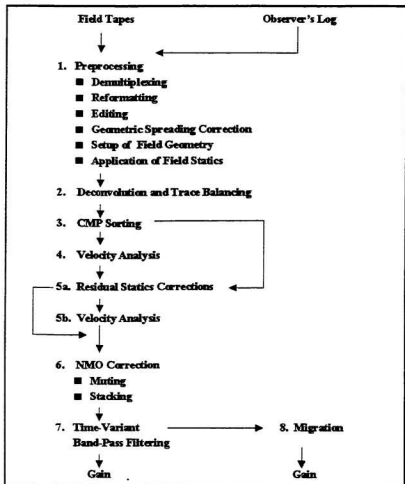 Field Tapes
Observer's Log
1. Preprocessing
■ Demultiplexing
■ Reformatting
■ Editing
■ Geometric Spreading Correction
■ Setup of Field Geometry
■ Application of Field Statics
2. Deconvolution and Trace Balancing
3. CMP Sorting
4. Velocity Analysis
5a. Residual Statics Corrections
5b. Velocity Analysis
6. NMO Correction
■ Muting
■ Stacking
7. Time-Variant
Band-Pass Filtering
8. Migration
Gain
Gain